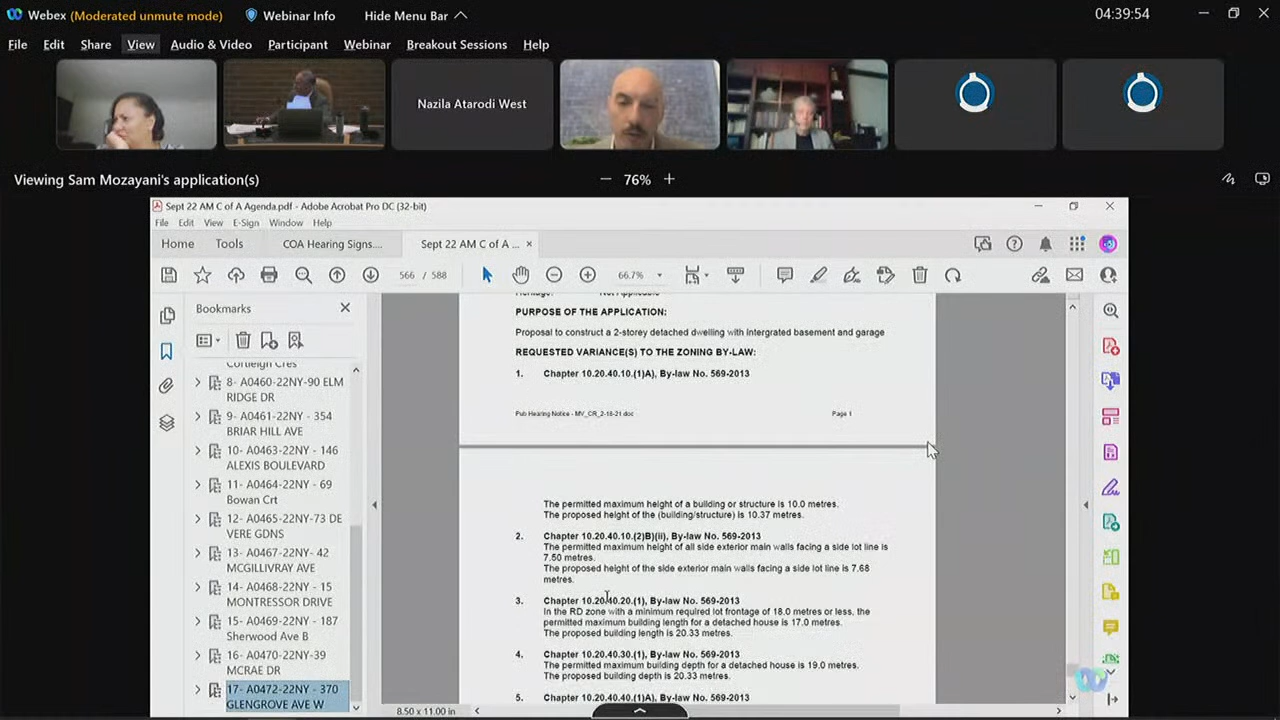 Webex (Moderated unmute mode) Webinar Info Hide Menu Bar 04:39:54
File Edit Share View Audio & Video Participant Webinar Breakout Sessions Help
Nazila Atarodi West
Viewing Sam Mozayani's application(s) 76%
Sept 22 AM C of A Agenda.pdf - Adobe Acrobat Pro DC (32-bit)
File Edit View E-Sign Window Help
Home Tools COA Hearing Signs.... Sept 22 AM C of A ...
566 / 588 66.7%
Bookmarks
Cortleigh Cres
8- A0460-22NY-90 ELM
RIDGE DR
9- A0461-22NY - 354
BRIAR HILL AVE
10- A0463-22NY - 146
ALEXIS BOULEVARD
11- A0464-22NY - 69
Bowan Crt
12- A0465-22NY-73 DE
VERE GDNS
13- A0467-22NY- 42
MCGILLIVRAY AVE
14- A0468-22NY - 15
MONTRESSOR DRIVE
15- A0469-22NY - 187
Sherwood Ave B
16- A0470-22NY-39
MCRAE DR
17- A0472-22NY - 370
GLENGROVE AVE W
Heritage: Not Applicable
PURPOSE OF THE APPLICATION:
Proposal to construct a 2-storey detached dwelling with intergrated basement and garage
REQUESTED VARIANCE(S) TO THE ZONING BY-LAW:
1. Chapter 10.20.40.10.(1)A), By-law No. 569-2013
Pub Hearing Notice - MV_CR_2-18-21.doc Page 1
The permitted maximum height of a building or structure is 10.0 metres.
The proposed height of the (building/structure) is 10.37 metres.
2. Chapter 10.20.40.10.(2)B)(ii), By-law No. 569-2013
The permitted maximum height of all side exterior main walls facing a side lot line is
7.50 metres.
The proposed height of the side exterior main walls facing a side lot line is 7.68
metres.
3. Chapter 10.20.40.20.(1), By-law No. 569-2013
In the RD zone with a minimum required lot frontage of 18.0 metres or less, the
permitted maximum building length for a detached house is 17.0 metres.
The proposed building length is 20.33 metres.
4. Chapter 10.20.40.30.(1), By-law No. 569-2013
The permitted maximum building depth for a detached house is 19.0 metres.
The proposed building depth is 20.33 metres.
5. Chapter 10.20.40.40.(1)A), By-law No. 569-2013
8.50 x 11.00 in